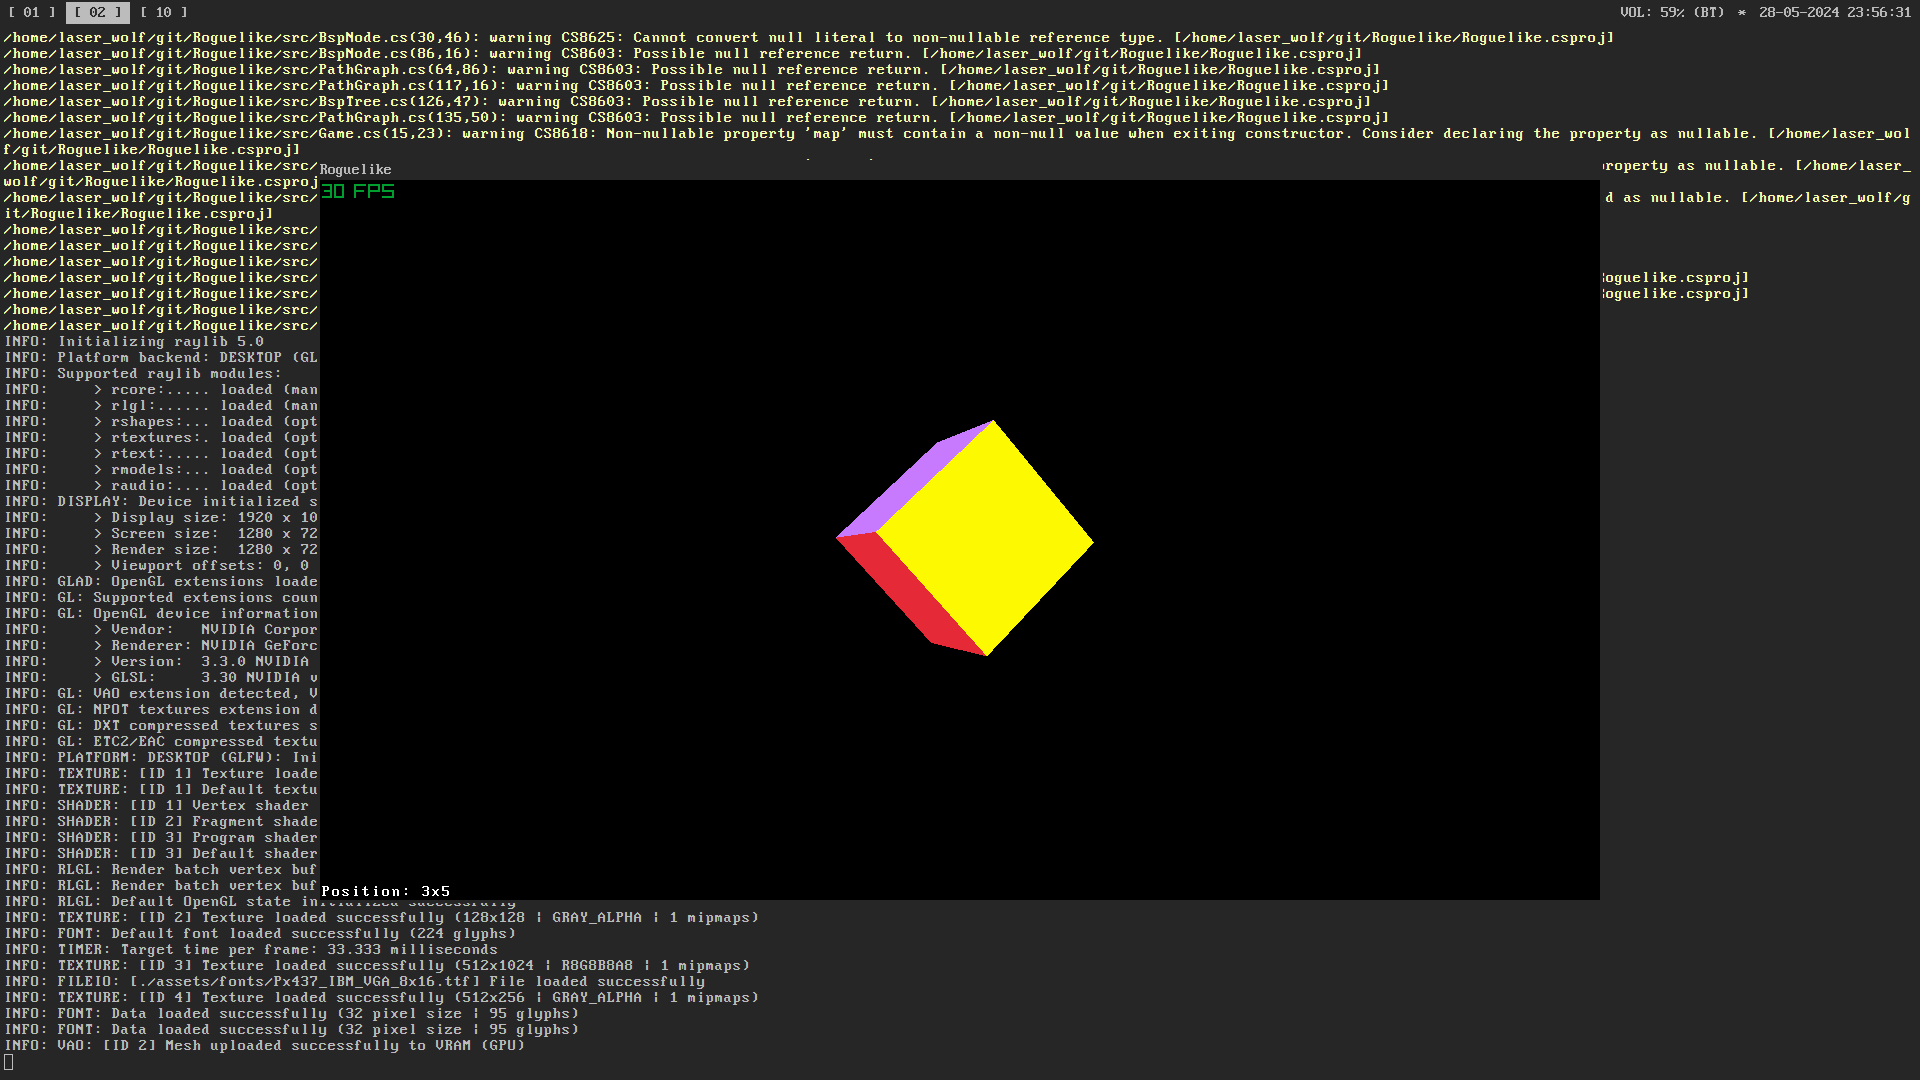 [ 01 ] [ 02 ] [ 10 ] VOL: 59% (BT) * 28-05-2024 23:56:31
/home/laser_wolf/git/Roguelike/src/BspNode.cs(30,46): warning CS8625: Cannot convert null literal to non-nullable reference type. [/home/laser_wolf/git/Roguelike/Roguelike.csproj]
/home/laser_wolf/git/Roguelike/src/BspNode.cs(86,16): warning CS8603: Possible null reference return. [/home/laser_wolf/git/Roguelike/Roguelike.csproj]
/home/laser_wolf/git/Roguelike/src/PathGraph.cs(64,86): warning CS8603: Possible null reference return. [/home/laser_wolf/git/Roguelike/Roguelike.csproj]
/home/laser_wolf/git/Roguelike/src/PathGraph.cs(117,16): warning CS8603: Possible null reference return. [/home/laser_wolf/git/Roguelike/Roguelike.csproj]
/home/laser_wolf/git/Roguelike/src/BspTree.cs(126,47): warning CS8603: Possible null reference return. [/home/laser_wolf/git/Roguelike/Roguelike.csproj]
/home/laser_wolf/git/Roguelike/src/PathGraph.cs(135,50): warning CS8603: Possible null reference return. [/home/laser_wolf/git/Roguelike/Roguelike.csproj]
/home/laser_wolf/git/Roguelike/src/Game.cs(15,23): warning CS8618: Non-nullable property 'map' must contain a non-null value when exiting constructor. Consider declaring the property as nullable. [/home/laser_wol
f/git/Roguelike/Roguelike.csproj]
/home/laser_wolf/git/Roguelike/src/ roperty as nullable. [/home/laser_
Roguelike
wolf/git/Roguelike/Roguelike.csproj
30 FPS
/home/laser_wolf/git/Roguelike/src/ d as nullable. [/home/laser_wolf/g
it/Roguelike/Roguelike.csproj]
/home/laser_wolf/git/Roguelike/src/
/home/laser_wolf/git/Roguelike/src/
/home/laser_wolf/git/Roguelike/src/
/home/laser_wolf/git/Roguelike/src/ oguelike.csproj]
/home/laser_wolf/git/Roguelike/src/ oguelike.csproj]
/home/laser_wolf/git/Roguelike/src/
/home/laser_wolf/git/Roguelike/src/
INFO: Initializing raylib 5.0
INFO: Platform backend: DESKTOP (GL
INFO: Supported raylib modules:
INFO:     > rcore:..... loaded (man
INFO:     > rlgl:...... loaded (man
INFO:     > rshapes:... loaded (opt
INFO:     > rtextures:. loaded (opt
INFO:     > rtext:..... loaded (opt
INFO:     > rmodels:... loaded (opt
INFO:     > raudio:.... loaded (opt
INFO: DISPLAY: Device initialized s
INFO:     > Display size: 1920 x 10
INFO:     > Screen size:  1280 x 72
INFO:     > Render size:  1280 x 72
INFO:     > Viewport offsets: 0, 0
INFO: GLAD: OpenGL extensions loade
INFO: GL: Supported extensions coun
INFO: GL: OpenGL device information
INFO:     > Vendor:   NVIDIA Corpor
INFO:     > Renderer: NVIDIA GeForc
INFO:     > Version:  3.3.0 NVIDIA
INFO:     > GLSL:     3.30 NVIDIA v
INFO: GL: VAO extension detected, V
INFO: GL: NPOT textures extension d
INFO: GL: DXT compressed textures s
INFO: GL: ETC2/EAC compressed textu
INFO: PLATFORM: DESKTOP (GLFW): Ini
INFO: TEXTURE: [ID 1] Texture loade
INFO: TEXTURE: [ID 1] Default textu
INFO: SHADER: [ID 1] Vertex shader
INFO: SHADER: [ID 2] Fragment shade
INFO: SHADER: [ID 3] Program shader
INFO: SHADER: [ID 3] Default shader
INFO: RLGL: Render batch vertex buf
INFO: RLGL: Render batch vertex buf
Position: 3x5
INFO: RLGL: Default OpenGL state initialized successfully
INFO: TEXTURE: [ID 2] Texture loaded successfully (128x128 | GRAY_ALPHA | 1 mipmaps)
INFO: FONT: Default font loaded successfully (224 glyphs)
INFO: TIMER: Target time per frame: 33.333 milliseconds
INFO: TEXTURE: [ID 3] Texture loaded successfully (512x1024 | R8G8B8A8 | 1 mipmaps)
INFO: FILEIO: [./assets/fonts/Px437_IBM_VGA_8x16.ttf] File loaded successfully
INFO: TEXTURE: [ID 4] Texture loaded successfully (512x256 | GRAY_ALPHA | 1 mipmaps)
INFO: FONT: Data loaded successfully (32 pixel size | 95 glyphs)
INFO: FONT: Data loaded successfully (32 pixel size | 95 glyphs)
INFO: VAO: [ID 2] Mesh uploaded successfully to VRAM (GPU)